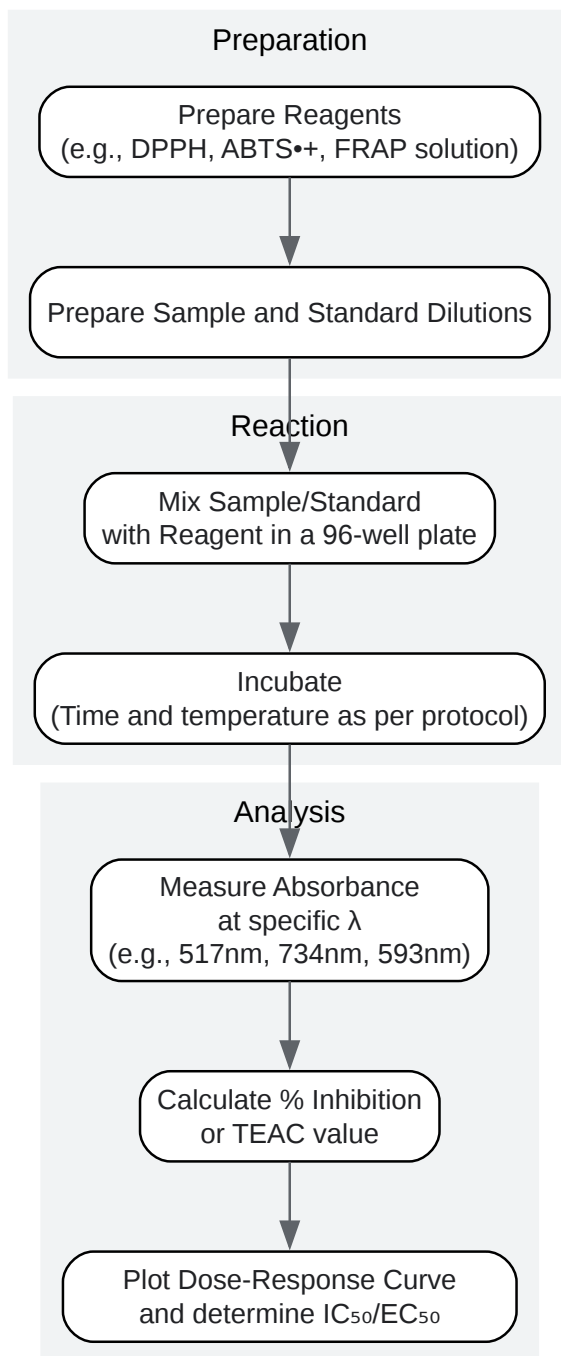 Preparation
Prepare Reagents
(e.g., DPPH, ABTS•+, FRAP solution)
Prepare Sample and Standard Dilutions
Reaction
Mix Sample/Standard
with Reagent in a 96-well plate
Incubate
(Time and temperature as per protocol)
Analysis
Measure Absorbance
at specific λ
(e.g., 517nm, 734nm, 593nm)
Calculate % Inhibition
or TEAC value
Plot Dose-Response Curve
and determine IC₅₀/EC₅₀